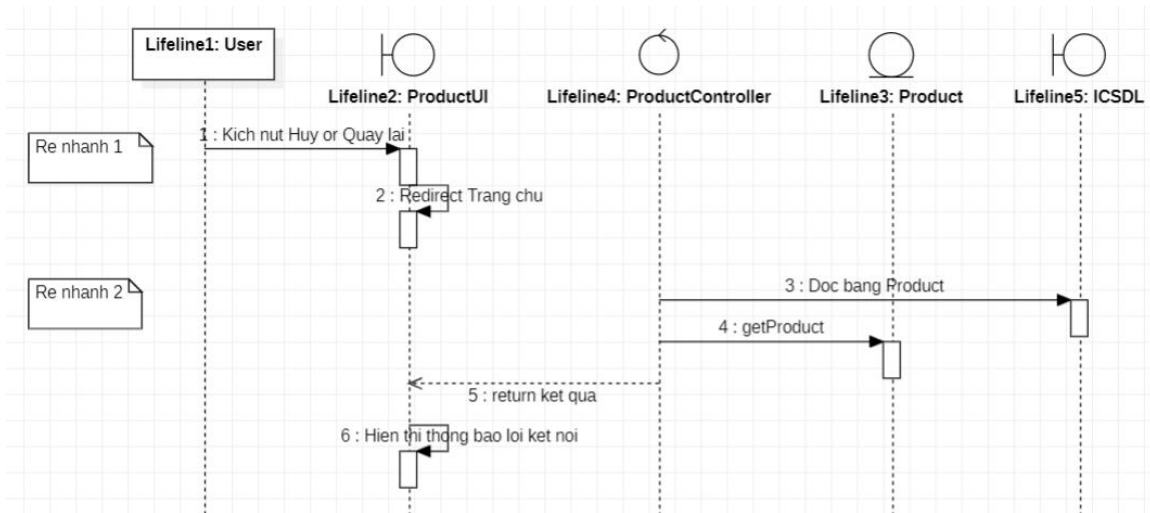 Lifeline1: User
Lifeline2: ProductUI
Lifeline4: ProductController
Lifeline3: Product
Lifeline5: ICSDL
Re nhanh 1
1 : Kich nut Huy or Quay lai
2 : Redirect Trang chu
Re nhanh 2
3 : Doc bang Product
4 : getProduct
5 : return ket qua
6 : Hien thi thong bao loi ket noi